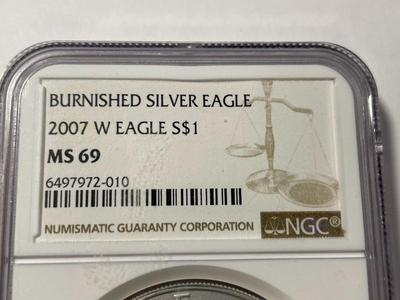 BURNISHED SILVER EAGLE
2007 W EAGLE S$1
MS 69
6497972-010
NUMISMATIC GUARANTY CORPORATION NGC®